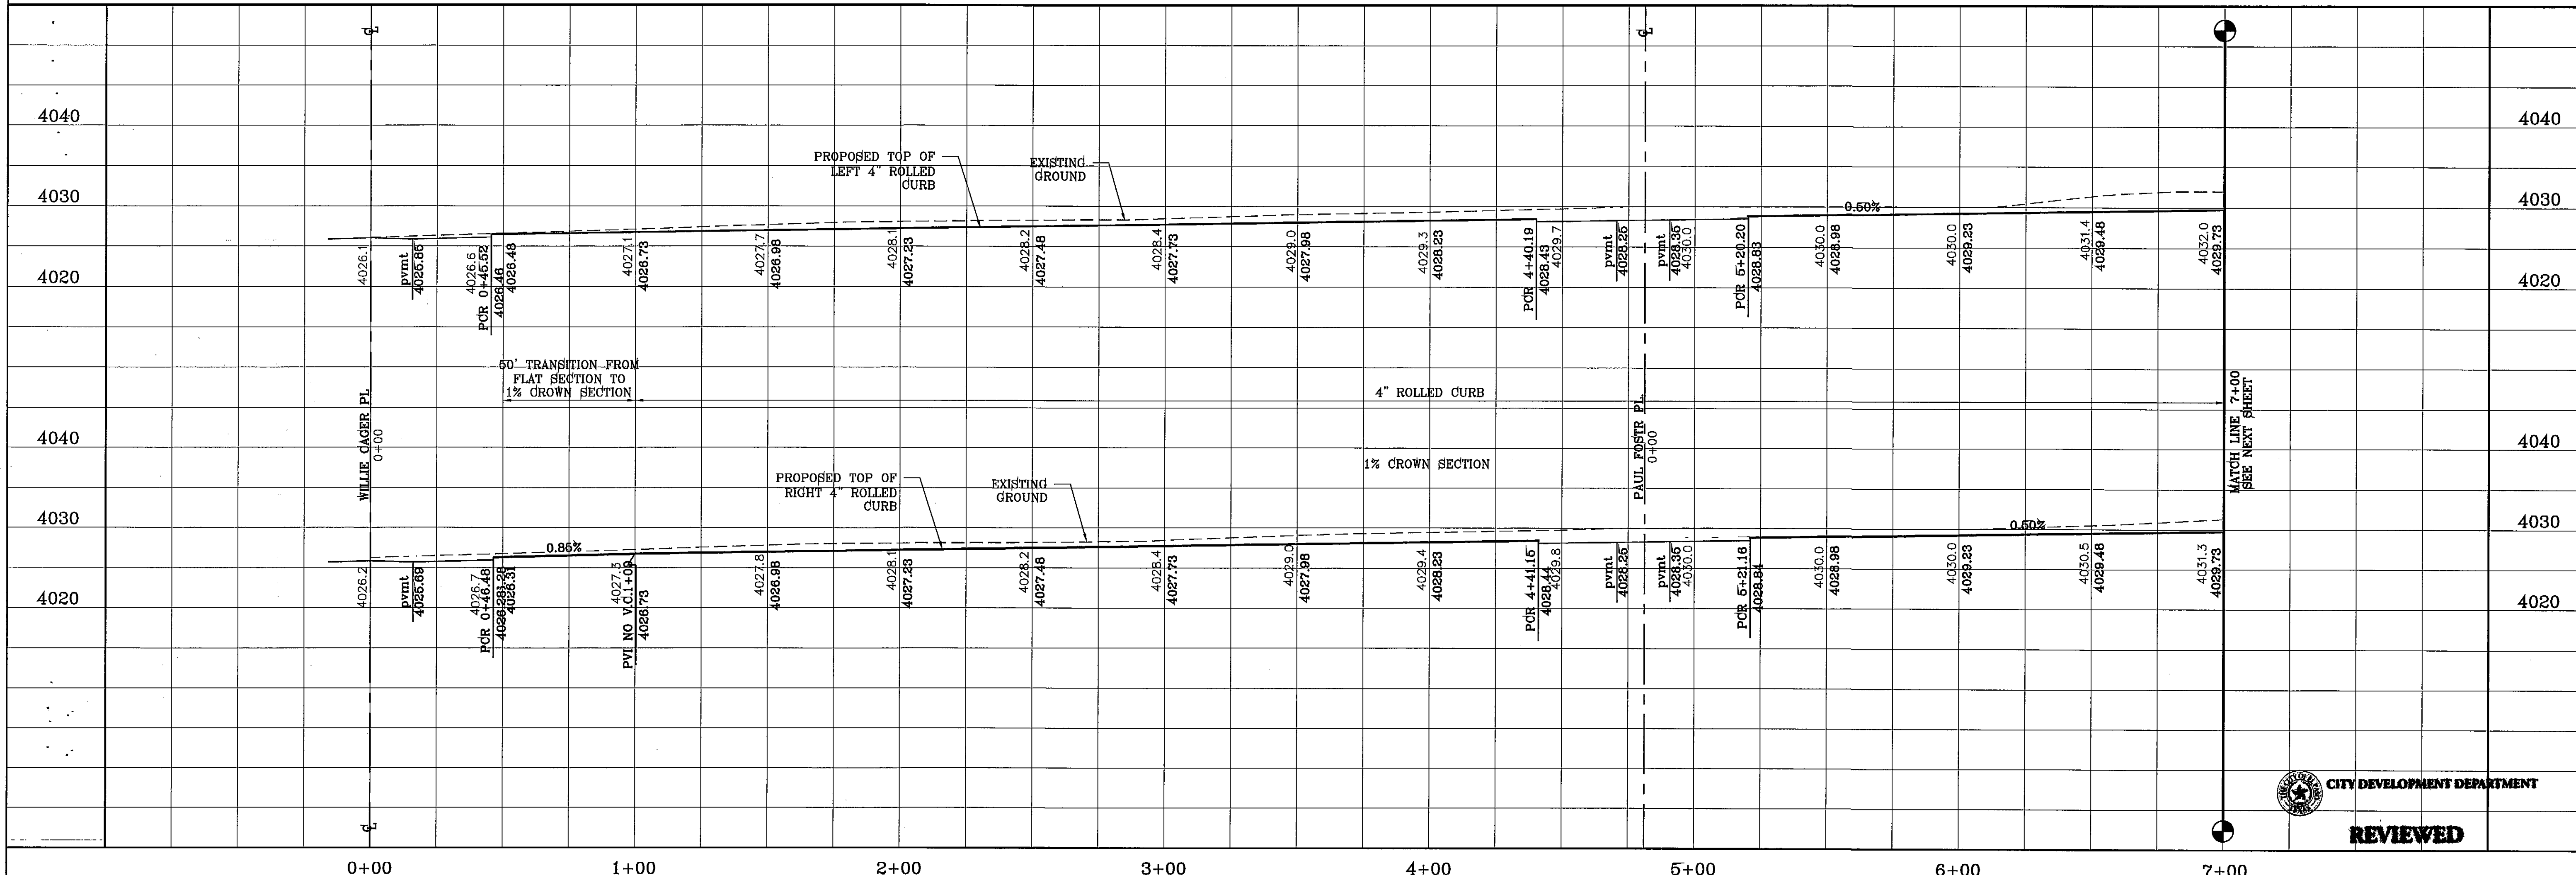 ℄
℄
4040
4040
PROPOSED TOP OF
LEFT 4" ROLLED
CURB
EXISTING
GROUND
4030
4030
0.50%
4026.1
pvmt
4025.85
4026.6
PCR 0+45.52
4026.46
4026.48
4027.1
4026.73
4027.7
4026.98
4028.1
4027.23
4028.2
4027.48
4028.4
4027.73
4029.0
4027.98
4029.3
4028.23
PCR 4+40.19
4028.43
4029.7
pvmt
4028.25
pvmt
4028.35
4030.0
PCR 5+20.20
4028.83
4030.0
4028.98
4030.0
4029.23
4031.4
4029.48
4032.0
4029.73
4020
4020
50' TRANSITION FROM
FLAT SECTION TO
1% CROWN SECTION
4" ROLLED CURB
WILLIE CAGER PL
0+00
PAUL FOSTR PL
0+00
MATCH LINE 7+00
SEE NEXT SHEET
4040
4040
1% CROWN SECTION
PROPOSED TOP OF
RIGHT 4" ROLLED
CURB
EXISTING
GROUND
4030
4030
0.85%
0.50%
4026.2
pvmt
4025.69
4026.7
PCR 0+46.48
4026.31
4027.3
PVI NO V.C.1+00
4026.73
4027.8
4026.98
4028.1
4027.23
4028.2
4027.48
4028.4
4027.73
4029.0
4027.98
4029.4
4028.23
PCR 4+41.15
4028.44
4029.8
pvmt
4028.25
pvmt
4028.35
4030.0
PCR 5+21.16
4028.84
4030.0
4028.98
4030.0
4029.23
4030.5
4029.48
4031.3
4029.73
4020
4020
CITY DEVELOPMENT DEPARTMENT
REVIEWED
℄
0+00
1+00
2+00
3+00
4+00
5+00
6+00
7+00